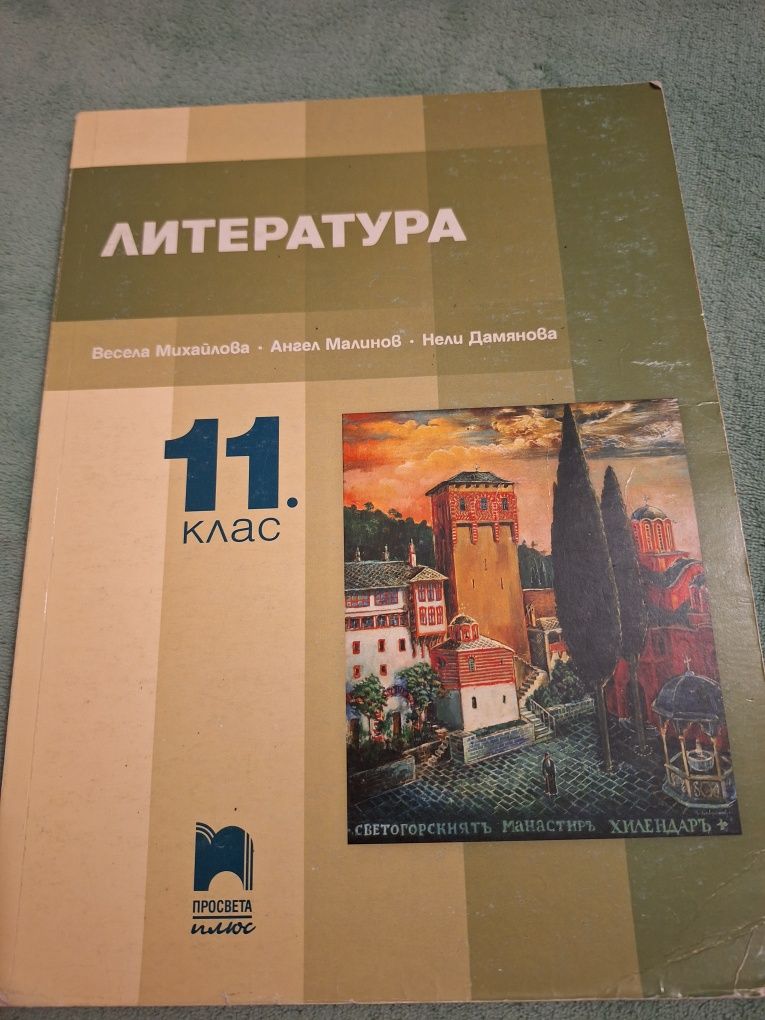 ЛИТЕРАТУРА
Весела Михайлова · Ангел Малинов · Нели Дамянова
11.
клас
СВЕТОГОРСКИЯТЪ МАНАСТИРЪ ХИЛЕНДАРЪ
ПРОСВЕТА
плюс